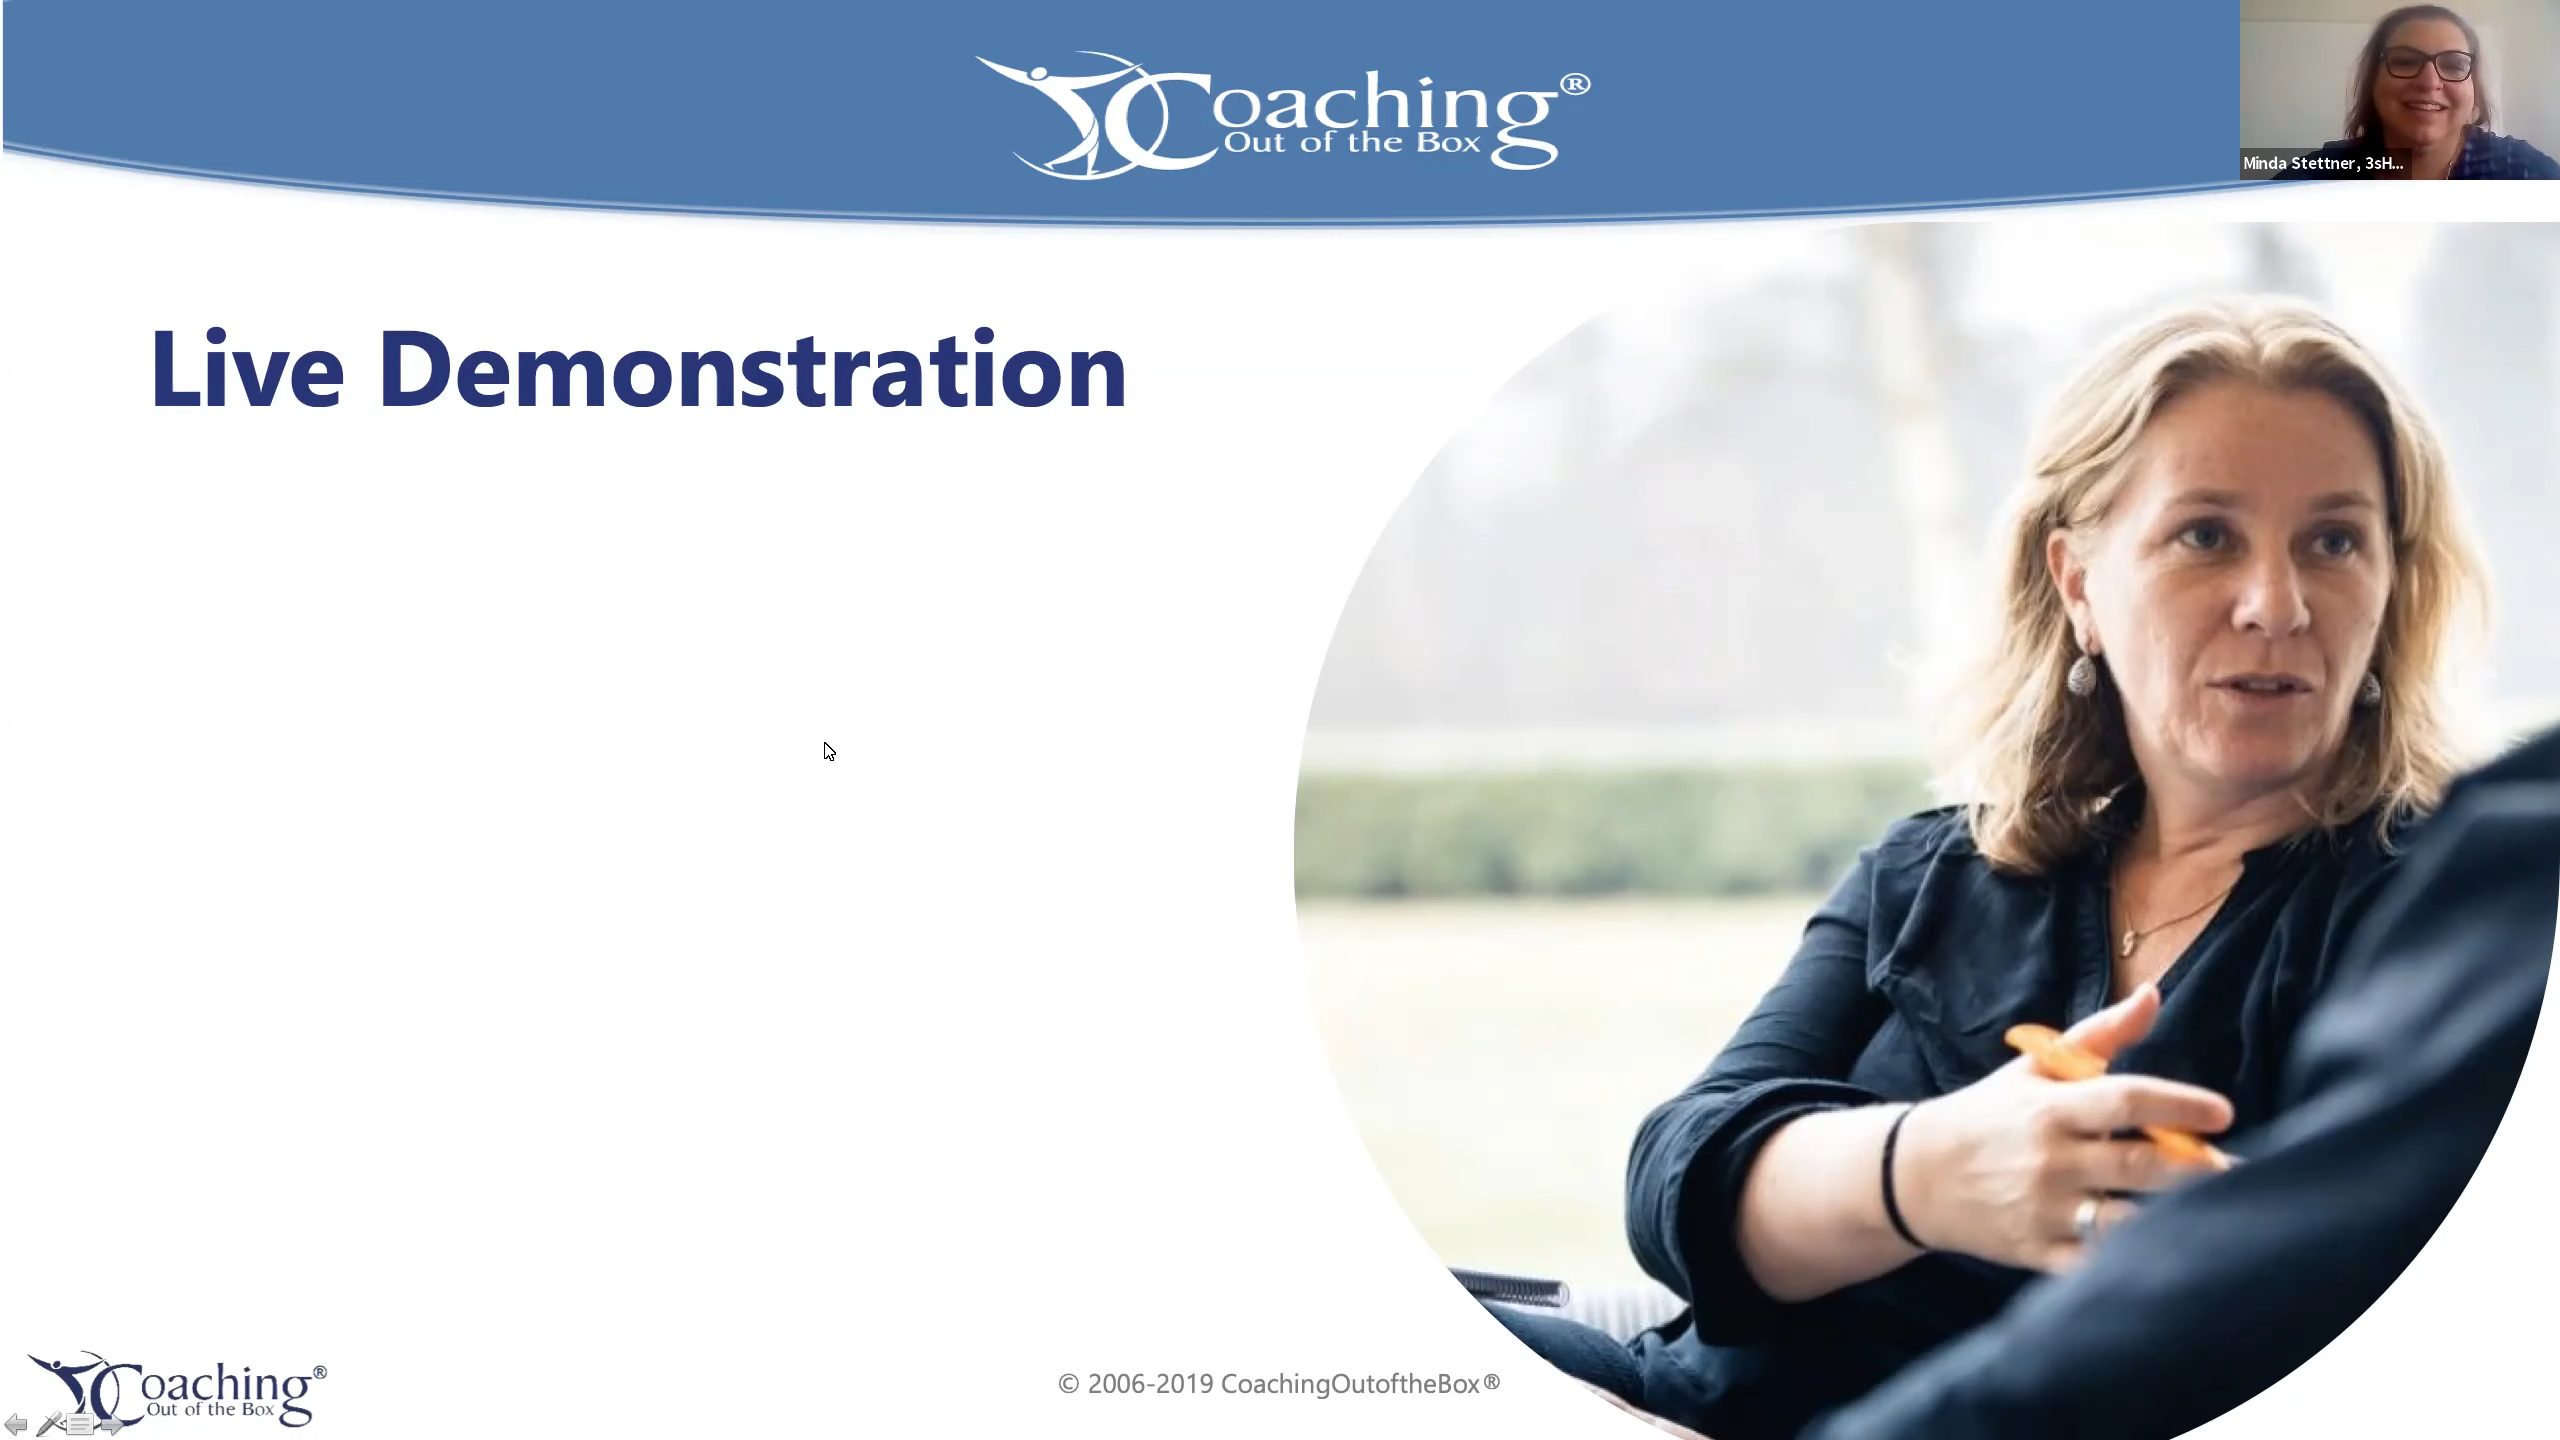 Coaching®
Out of the Box
Minda Stettner, 3sH...
Live Demonstration
Coaching®
Out of the Box
© 2006-2019 CoachingOutoftheBox®